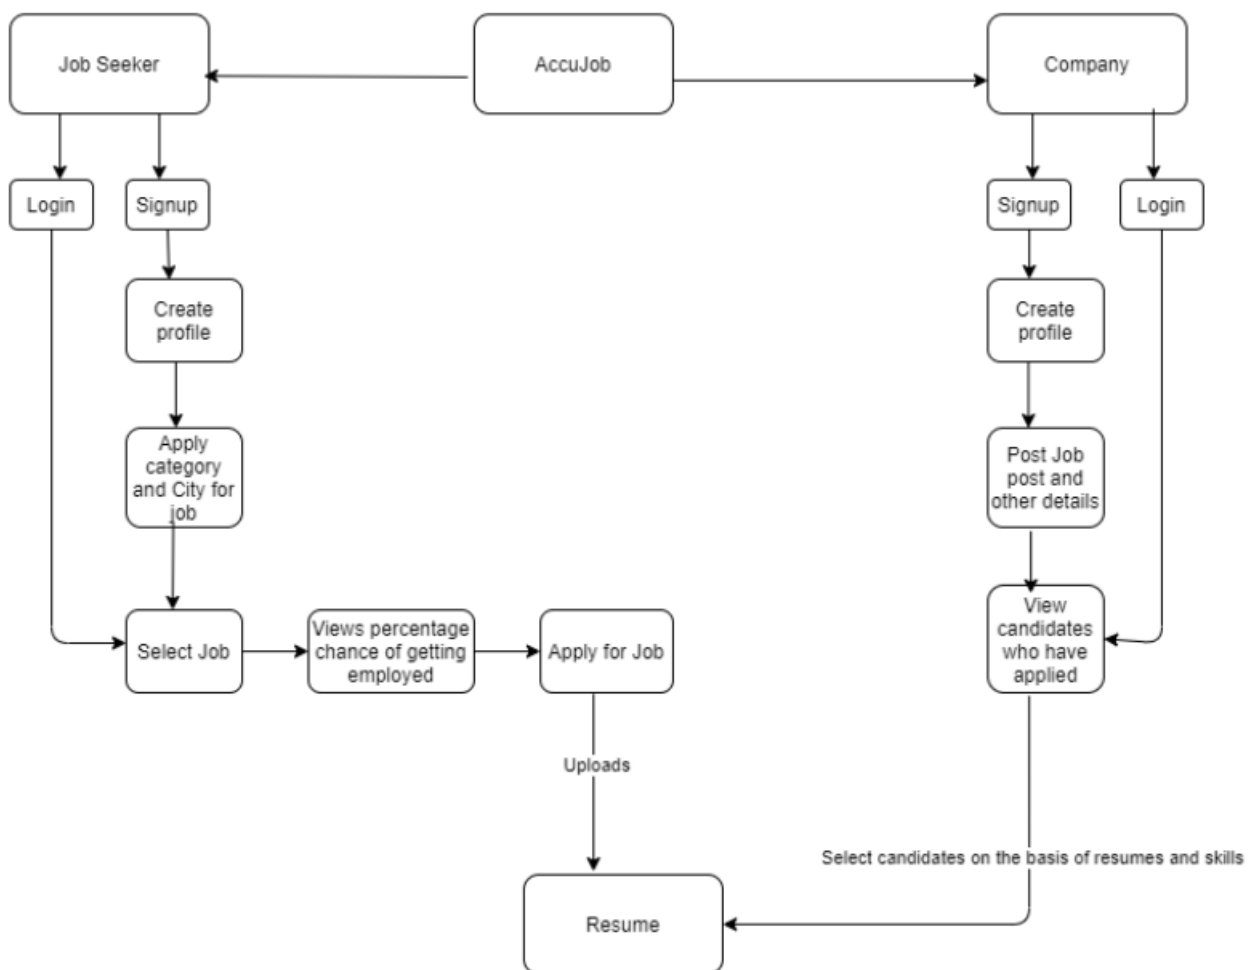 Job Seeker
AccuJob
Company
Login
Signup
Signup
Login
Create
profile
Create
profile
Apply
category
and City for
job
Post Job
post and
other details
Select Job
Views percentage
chance of getting
employed
Apply for Job
View
candidates
who have
applied
Uploads
Select candidates on the basis of resumes and skills
Resume